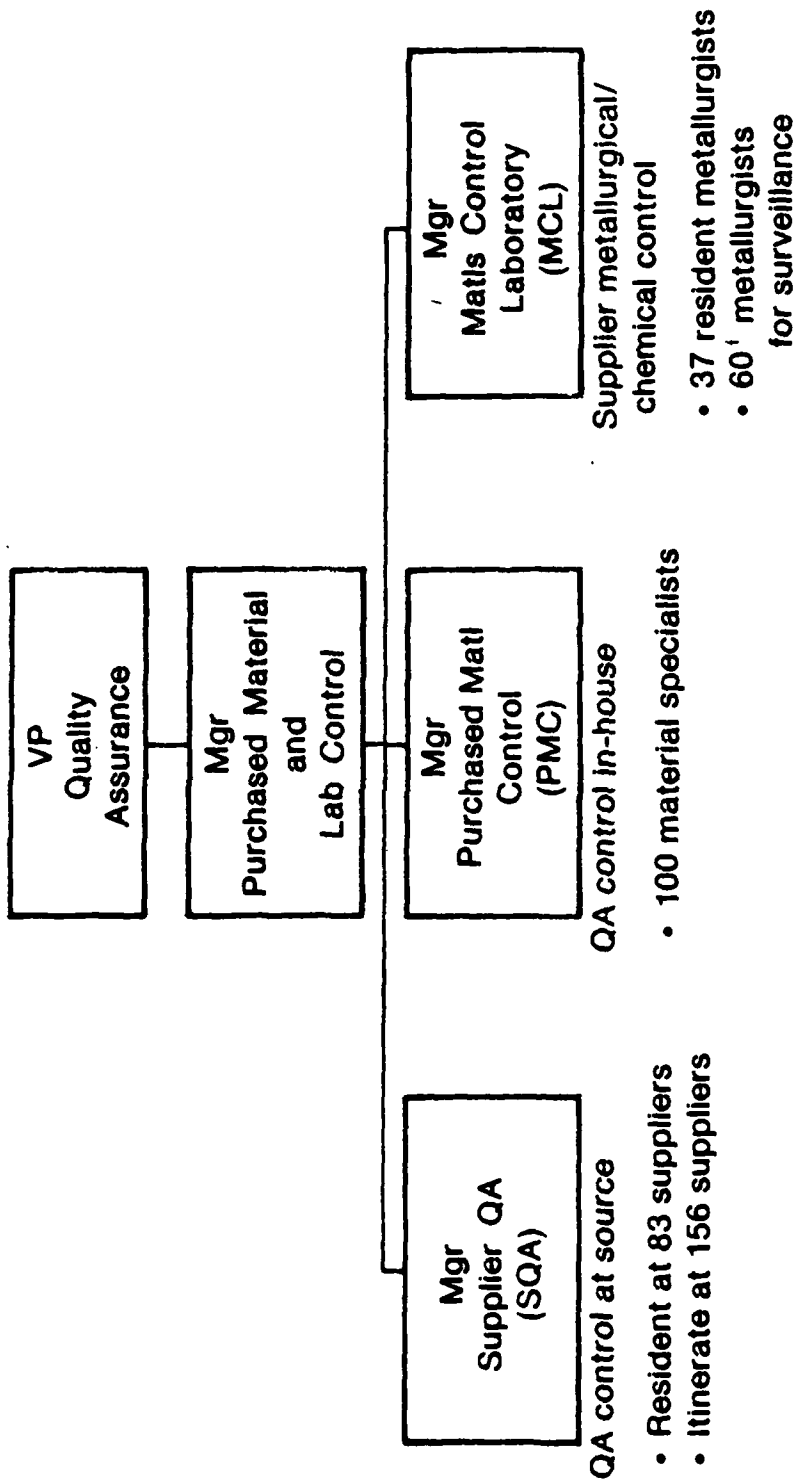 VP
Quality
Assurance
Mgr
Purchased Material
and
Lab Control
Mgr
Supplier QA
(SQA)
QA control at source
• Resident at 83 suppliers
• Itinerate at 156 suppliers
Mgr
Purchased Matl
Control
(PMC)
QA control in-house
• 100 material specialists
Mgr
Matls Control
Laboratory
(MCL)
Supplier metallurgical/
chemical control
• 37 resident metallurgists
• 60⁺ metallurgists
for surveillance